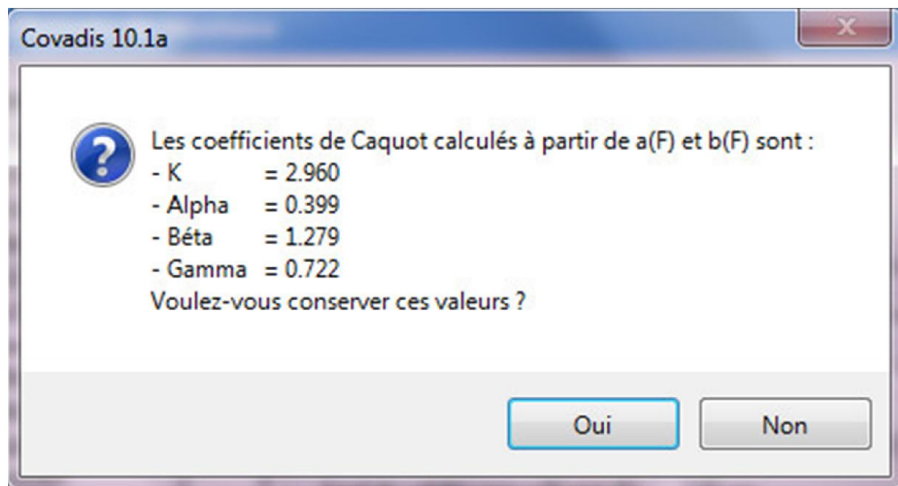 Covadis 10.1a
Les coefficients de Caquot calculés à partir de a(F) et b(F) sont :
- K = 2.960
- Alpha = 0.399
- Béta = 1.279
- Gamma = 0.722
Voulez-vous conserver ces valeurs ?
Oui Non